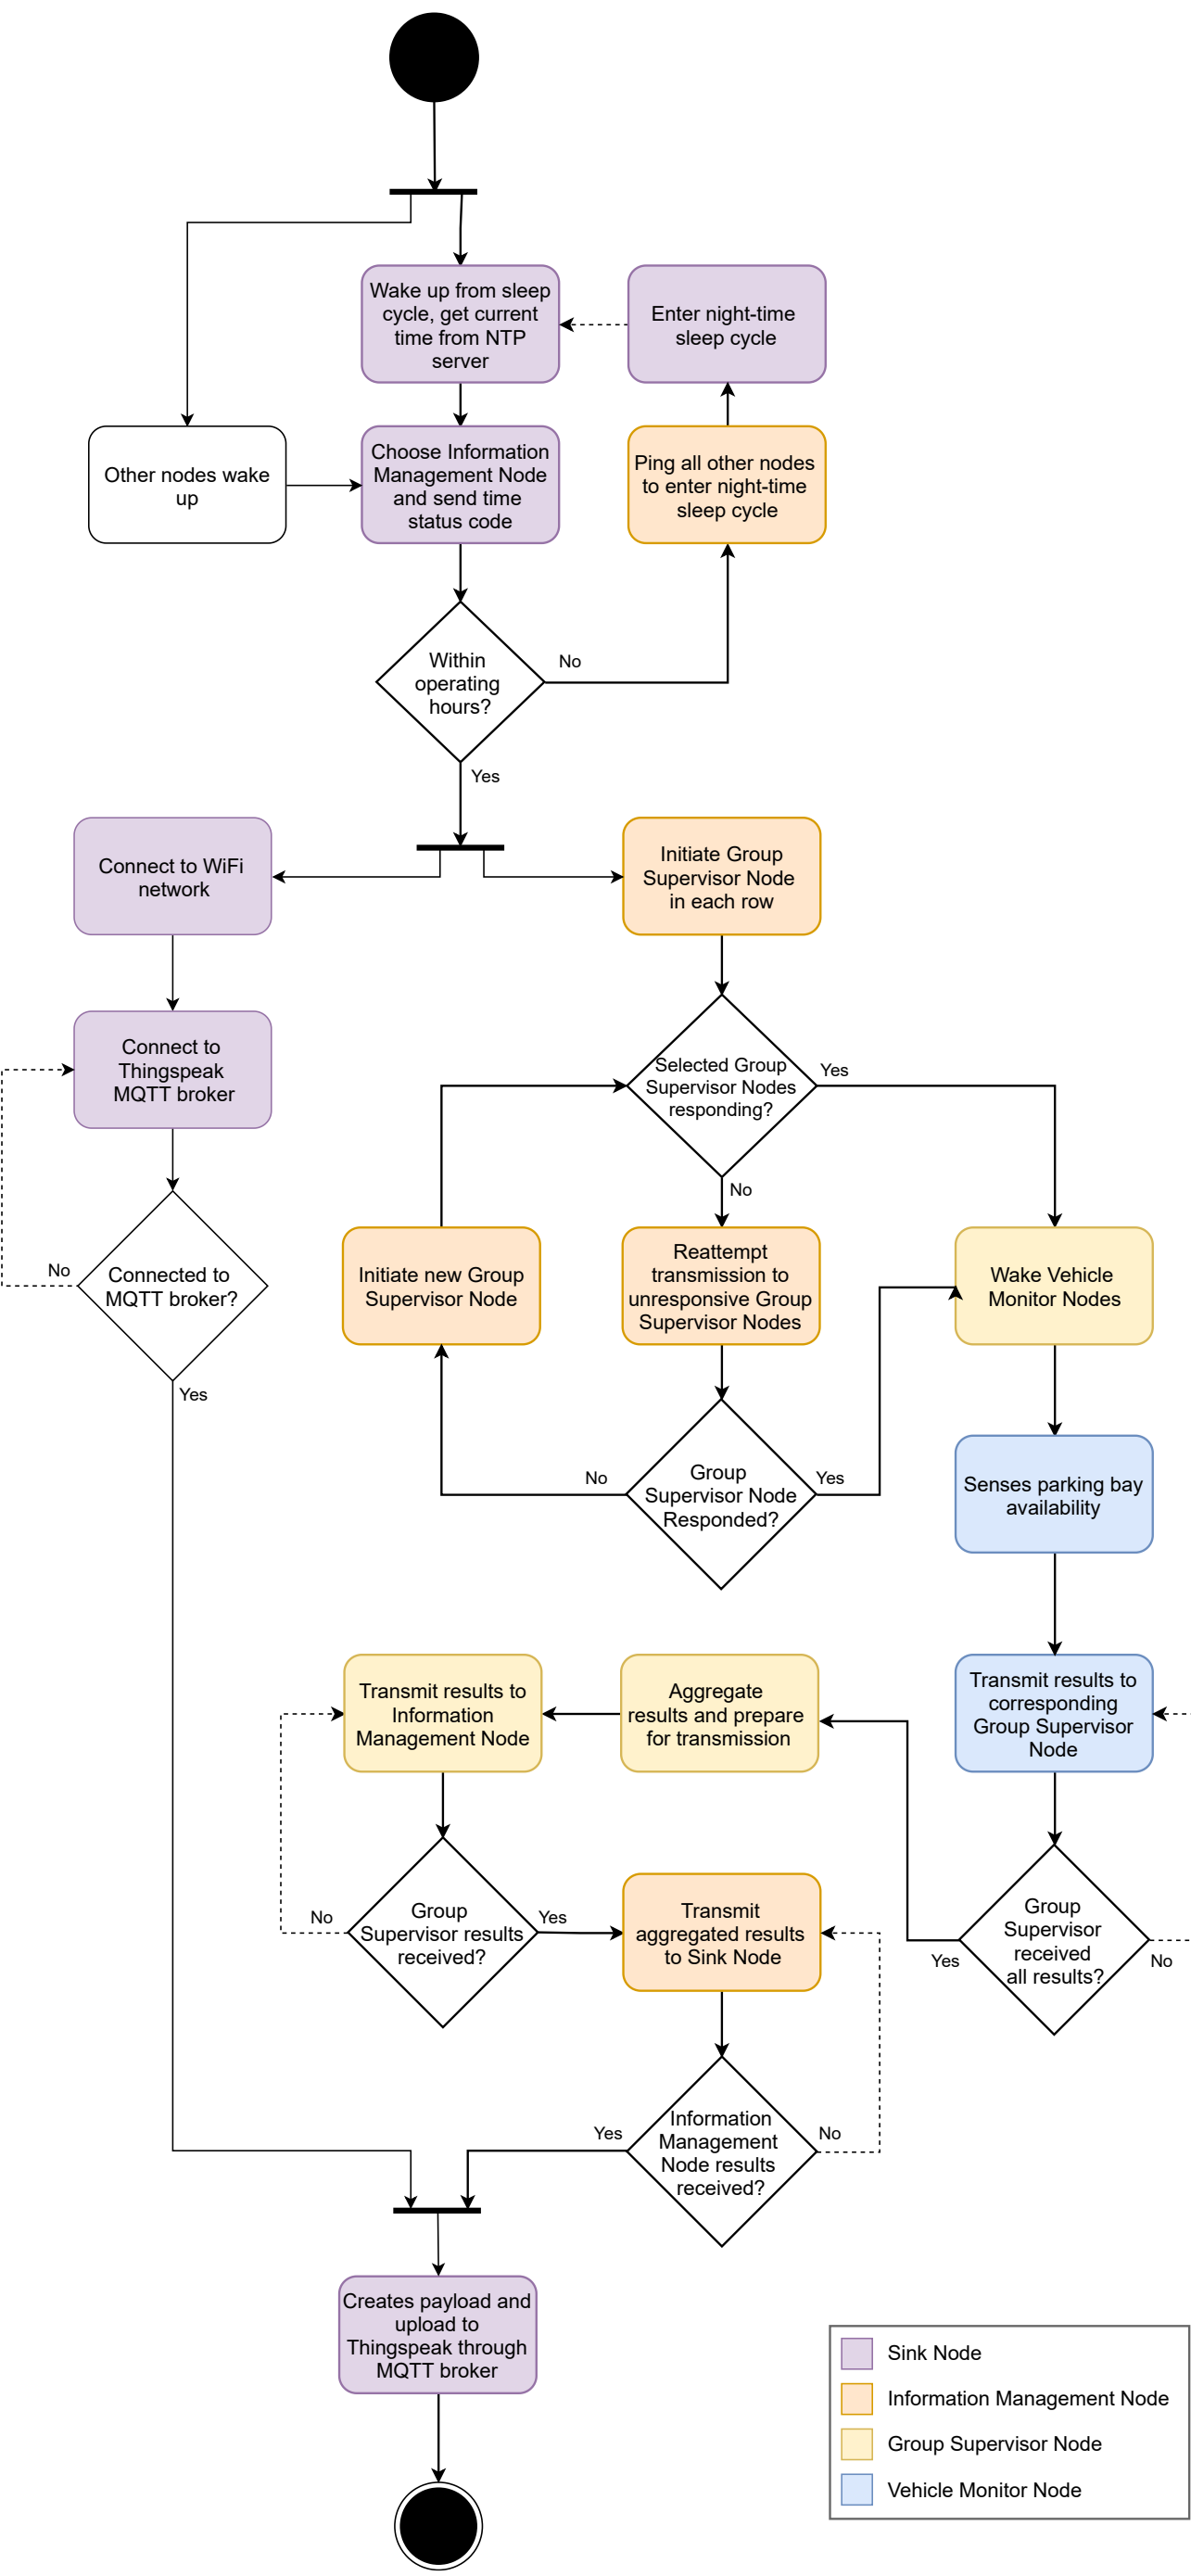 Wake up from sleep
cycle, get current
time from NTP
server
Enter night-time
sleep cycle
Other nodes wake
up
Choose Information
Management Node
and send time
status code
Ping all other nodes
to enter night-time
sleep cycle
Within
operating
hours?
No
Yes
Connect to WiFi
network
Initiate Group
Supervisor Node
in each row
Connect to
Thingspeak
MQTT broker
Selected Group
Supervisor Nodes
responding?
Yes
No
Connected to
MQTT broker?
No
Yes
Initiate new Group
Supervisor Node
Reattempt
transmission to
unresponsive Group
Supervisor Nodes
Wake Vehicle
Monitor Nodes
Group
Supervisor Node
Responded?
No
Yes
Senses parking bay
availability
Transmit results to
Information
Management Node
Aggregate
results and prepare
for transmission
Transmit results to
corresponding
Group Supervisor
Node
Group
Supervisor results
received?
No
Yes
Transmit
aggregated results
to Sink Node
Group
Supervisor
received
all results?
Yes
No
Information
Management
Node results
received?
Yes
No
Creates payload and
upload to
Thingspeak through
MQTT broker
Sink Node
Information Management Node
Group Supervisor Node
Vehicle Monitor Node